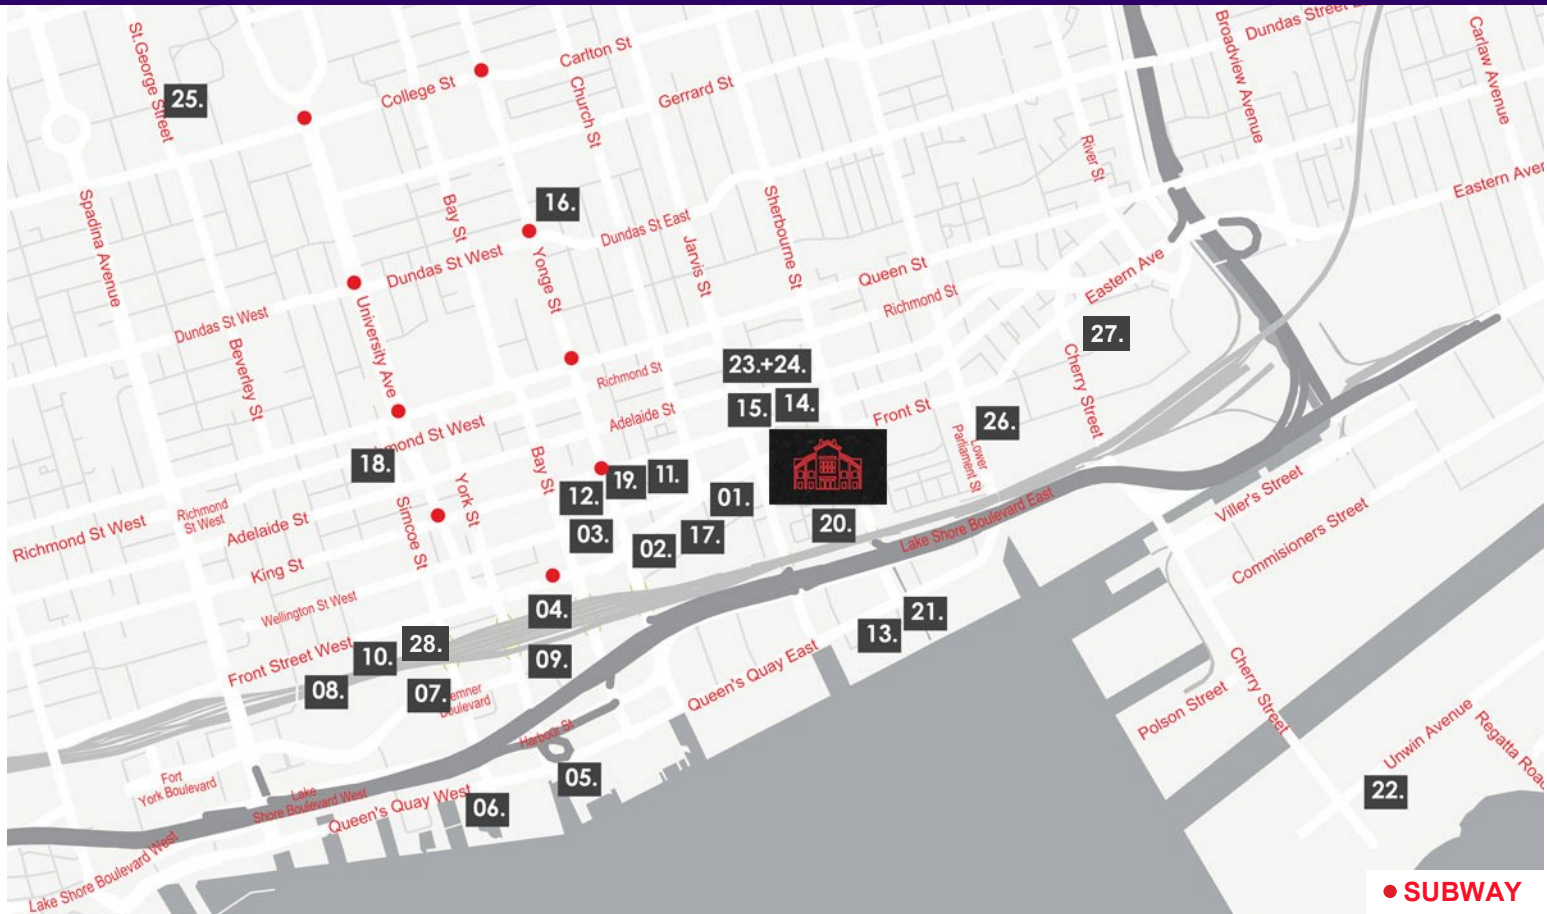 St.George Street
25.
College St
Carlton St
Church St
Gerrard St
Broadview Avenue
Dundas Street
Carlaw Avenue
River St
Eastern
Spadina Avenue
Bay St
16.
Dundas St East
Dundas St West
Yonge St
Jarvis St
Sherbourne St
Queen St
Richmond St
Eastern Ave
Dundas St West
University Ave
Beverley St
27.
Cherry Street
23.+24.
Richmond St
15.
14.
Adelaide St
Front St
26.
Lower
Parliament St
mond St West
18.
Bay St
York St
Simcoe St
12.
19.
11.
01.
03.
02.
17.
20.
Lake Shore Boulevard East
Viller's Street
Commisioners Street
Richmond St West
Richmond
St West
Adelaide St
King St
Wellington St West
Front Street West
04.
21.
13.
28.
10.
09.
08.
07.
emner
Boulevard
Queen's Quay East
Harbour St
Polson Street
Cherry Street
Unwin Avenue
Regatta Road
Fort
York Boulevard
05.
06.
22.
Lake
Shore Boulevard West
Queen's Quay West
Lake Shore Boulevard West
SUBWAY